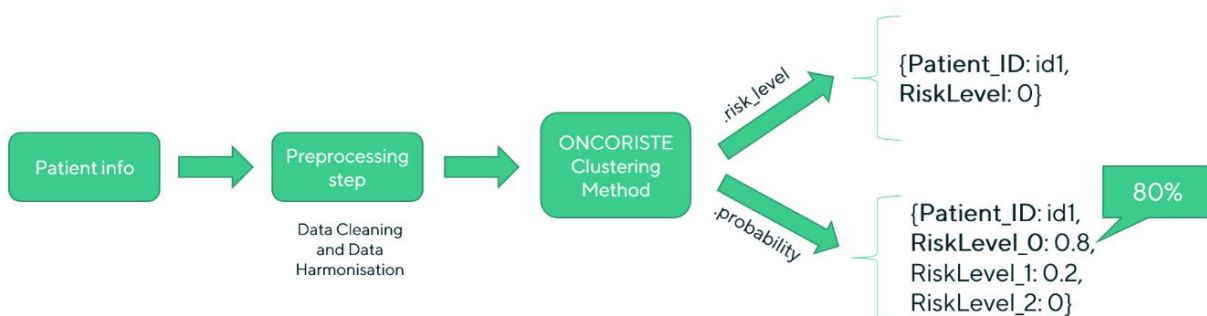 Patient info
Preprocessing
step
Data Cleaning
and Data
Harmonisation
ONCORISTE
Clustering
Method
.risk_level
{Patient_ID: id1,
RiskLevel: 0}
.probability
{Patient_ID: id1,
RiskLevel_0: 0.8,
RiskLevel_1: 0.2,
RiskLevel_2: 0}
80%